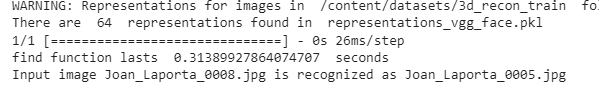 WARNING: Representations for images in  /content/datasets/3d_recon_train  fo
There are  64  representations found in  representations_vgg_face.pkl
1/1 [==============================] - 0s 26ms/step
find function lasts  0.31389927864074707  seconds
Input image Joan_Laporta_0008.jpg is recognized as Joan_Laporta_0005.jpg